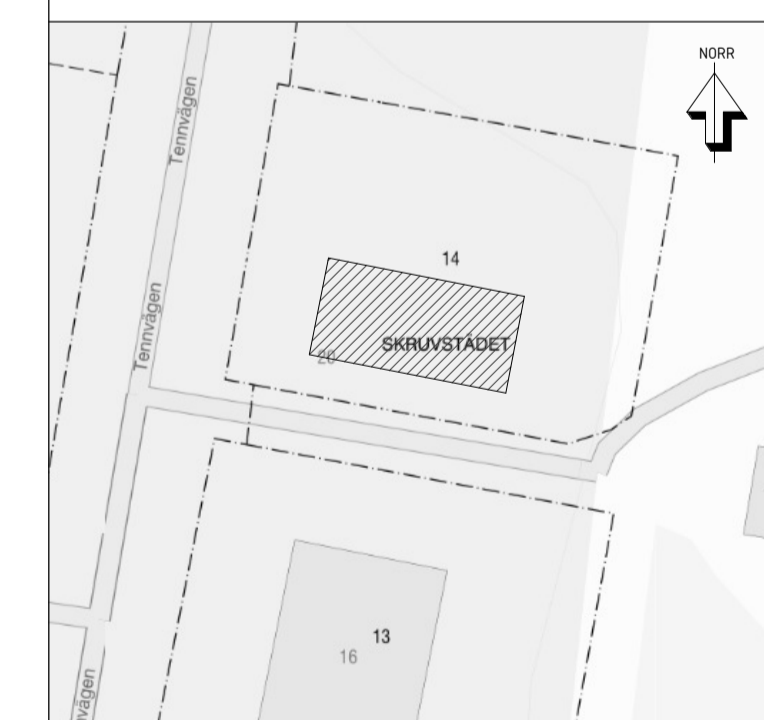 NORR
Tennvägen
14
Tennvägen
SKRUVSTÄDET
20
13
16
vägen